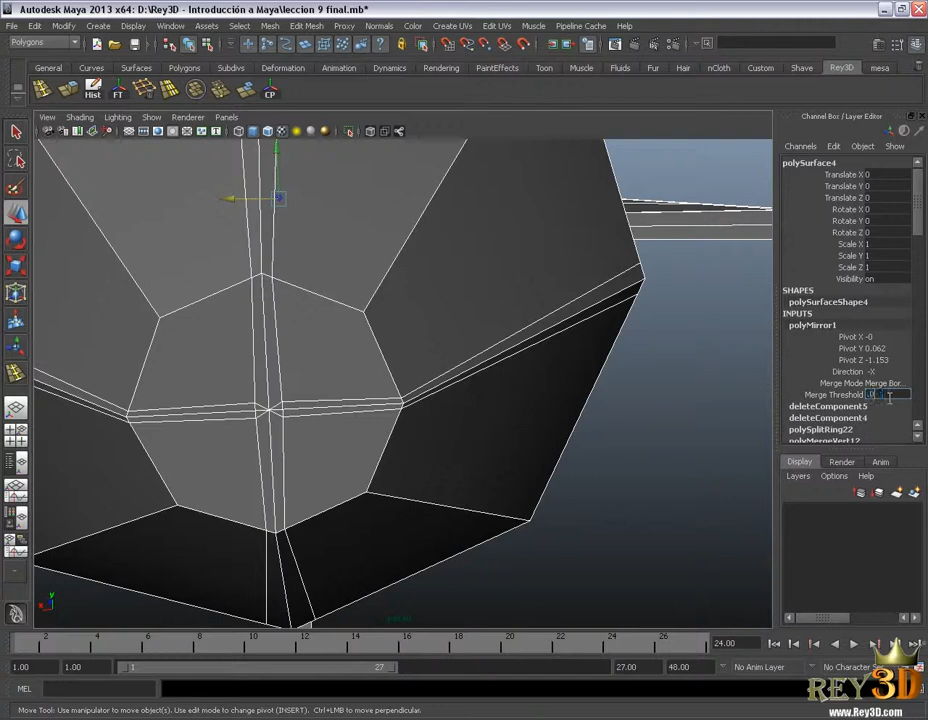 Autodesk Maya 2013 x64: D:\Rey3D - Introducción a Maya\leccion 9 final.mb*
File Edit Modify Create Display Window Assets Select Mesh Edit Mesh Proxy Normals Color Create UVs Edit UVs Muscle Pipeline Cache Help
Polygons
General Curves Surfaces Polygons Subdivs Deformation Animation Dynamics Rendering PaintEffects Toon Muscle Fluids Fur Hair nCloth Custom Shave Rey3D mesa
Hist FT CP
View Shading Lighting Show Renderer Panels
Channel Box / Layer Editor
Channels Edit Object Show
polySurface4
Translate X 0
Translate Y 0
Translate Z 0
Rotate X 0
Rotate Y 0
Rotate Z 0
Scale X 1
Scale Y 1
Scale Z 1
Visibility on
SHAPES
polySurfaceShape4
INPUTS
polyMirror1
Pivot X -0
Pivot Y 0.062
Pivot Z -1.153
Direction -X
Merge Mode Merge Bor...
Merge Threshold
deleteComponent5
deleteComponent4
polySplitRing22
polyMergeVert12
Display Render Anim
Layers Options Help
y
x
2 4 6 8 10 12 14 16 18 20 22 24 26
24.00
1.00 1.00 1 27 27.00 48.00 No Anim Layer No Character
MEL
REY3D
www.Rey3D.com
Move Tool: Use manipulator to move object(s). Use edit mode to change pivot (INSERT). Ctrl+LMB to move perpendicular.